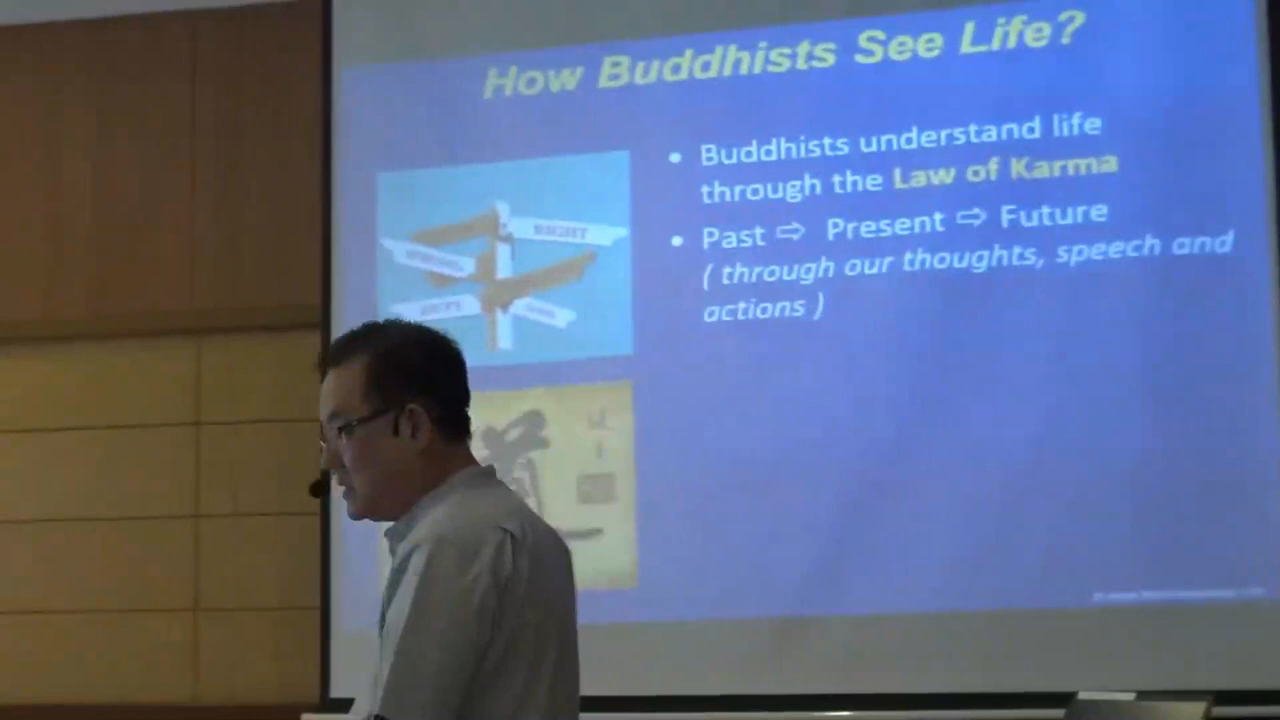 How Buddhists See Life?
• Buddhists understand life
through the Law of Karma
• Past ⇨ Present ⇨ Future
( through our thoughts, speech and
actions )
RIGHT